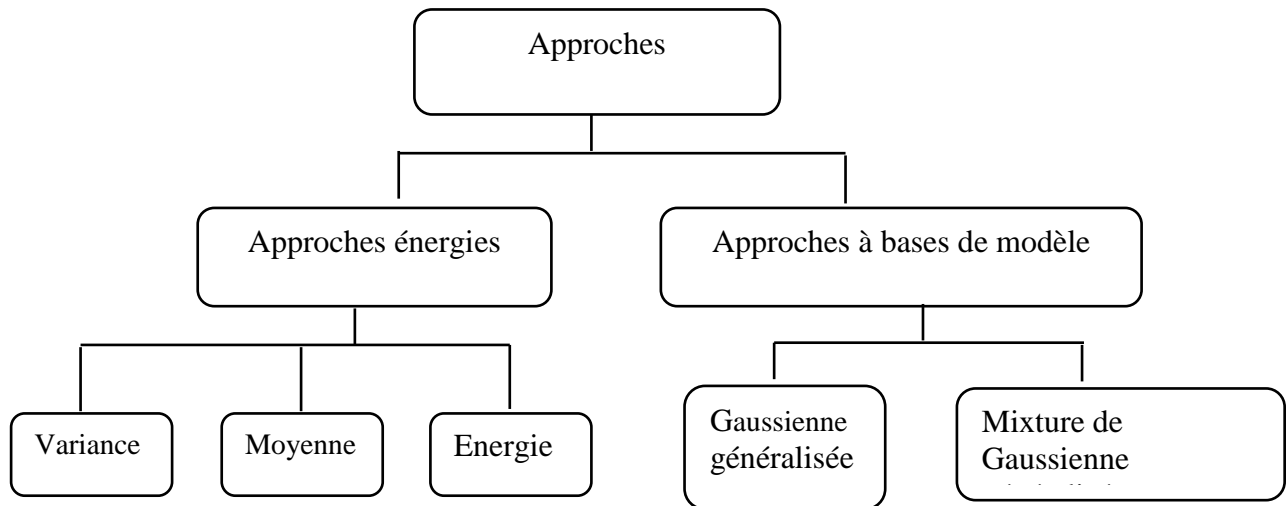 Approches
Approches énergies
Approches à bases de modèle
Variance
Moyenne
Energie
Gaussienne
généralisée
Mixture de
Gaussienne